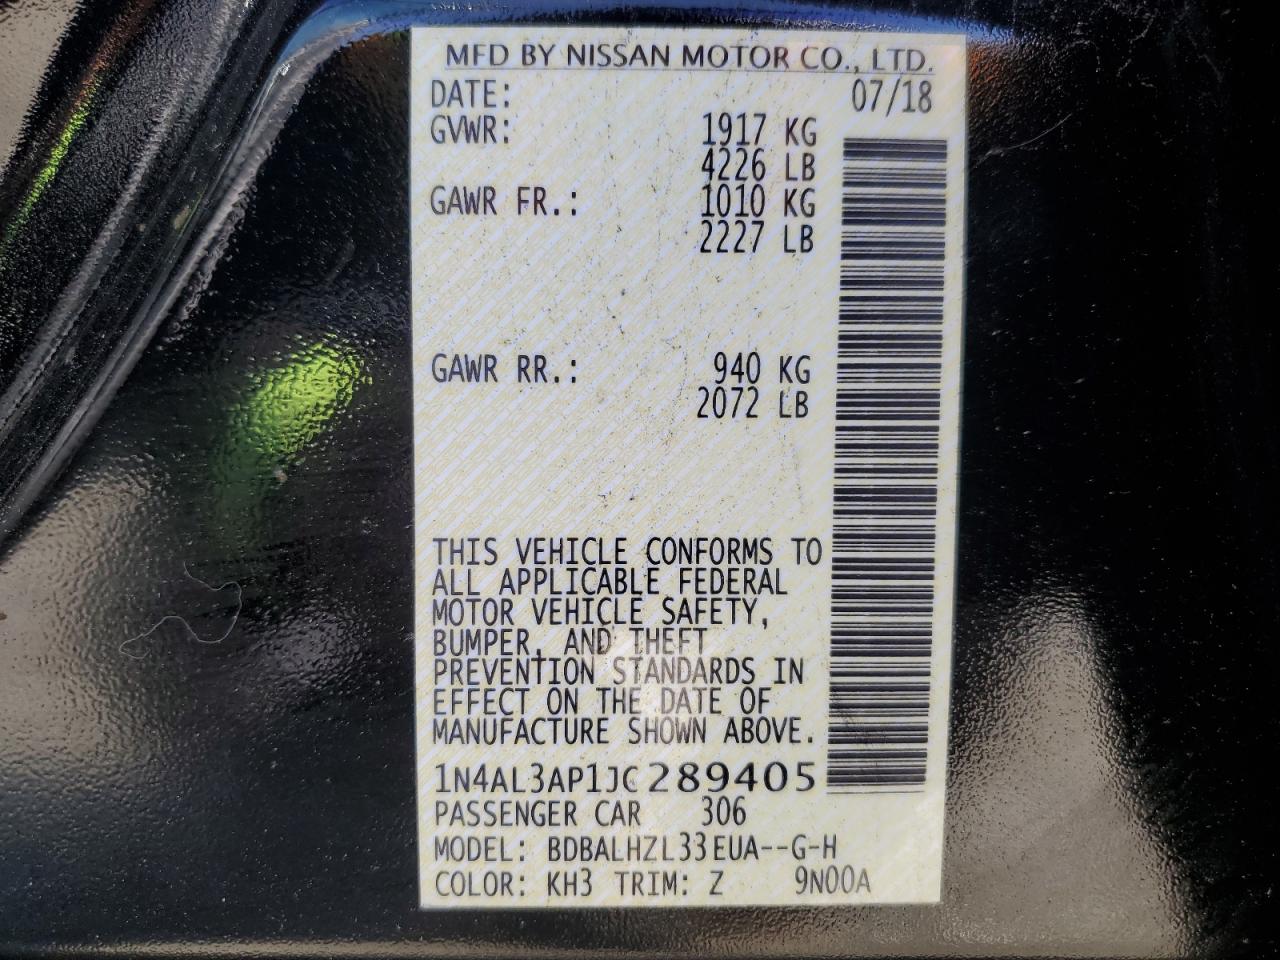 MFD BY NISSAN MOTOR CO., LTD.
DATE: 07/18
GVWR: 1917 KG
4226 LB
GAWR FR.: 1010 KG
2227 LB
GAWR RR.: 940 KG
2072 LB
THIS VEHICLE CONFORMS TO
ALL APPLICABLE FEDERAL
MOTOR VEHICLE SAFETY,
BUMPER, AND THEFT
PREVENTION STANDARDS IN
EFFECT ON THE DATE OF
MANUFACTURE SHOWN ABOVE.
1N4AL3AP1JC289405
PASSENGER CAR 306
MODEL: BDBALHZL33EUA--G-H
COLOR: KH3 TRIM: Z 9N00A